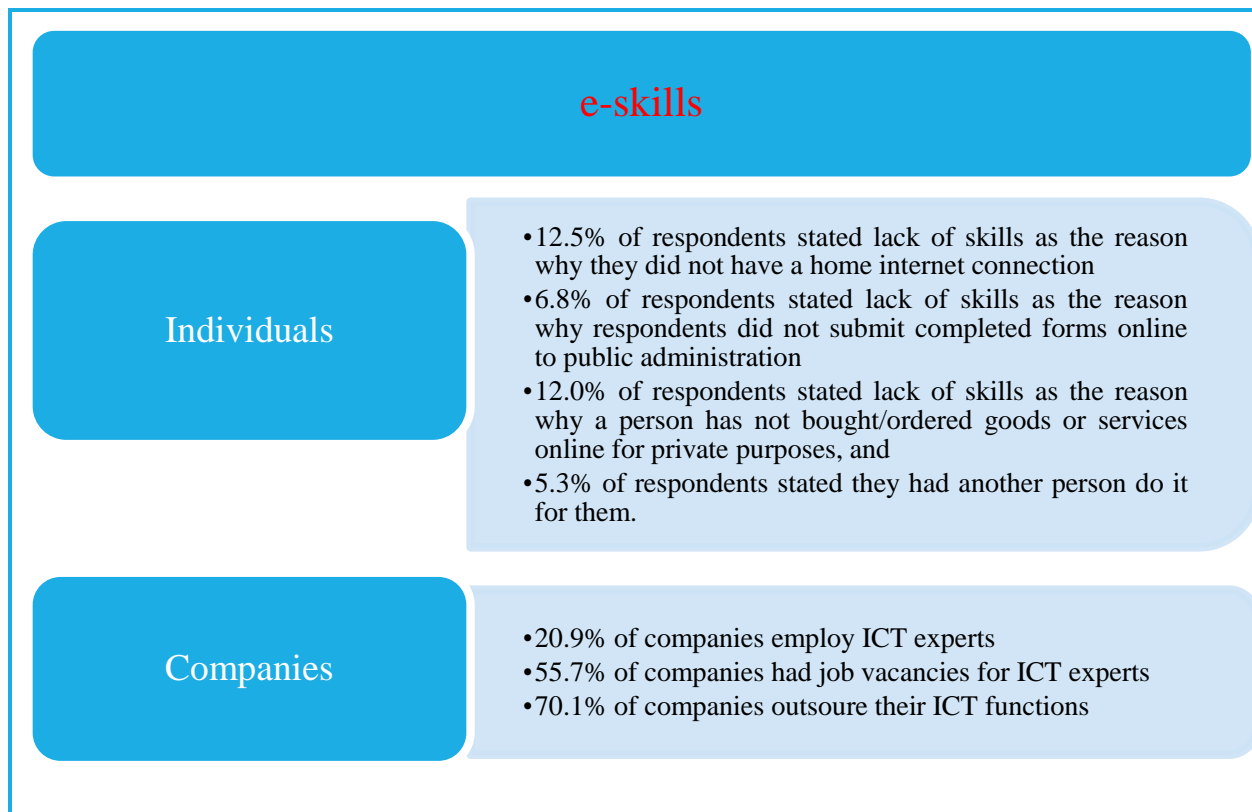 e-skills
Individuals
•12.5% of respondents stated lack of skills as the reason
why they did not have a home internet connection
•6.8% of respondents stated lack of skills as the reason
why respondents did not submit completed forms online
to public administration
•12.0% of respondents stated lack of skills as the reason
why a person has not bought/ordered goods or services
online for private purposes, and
•5.3% of respondents stated they had another person do it
for them.
Companies
•20.9% of companies employ ICT experts
•55.7% of companies had job vacancies for ICT experts
•70.1% of companies outsoure their ICT functions